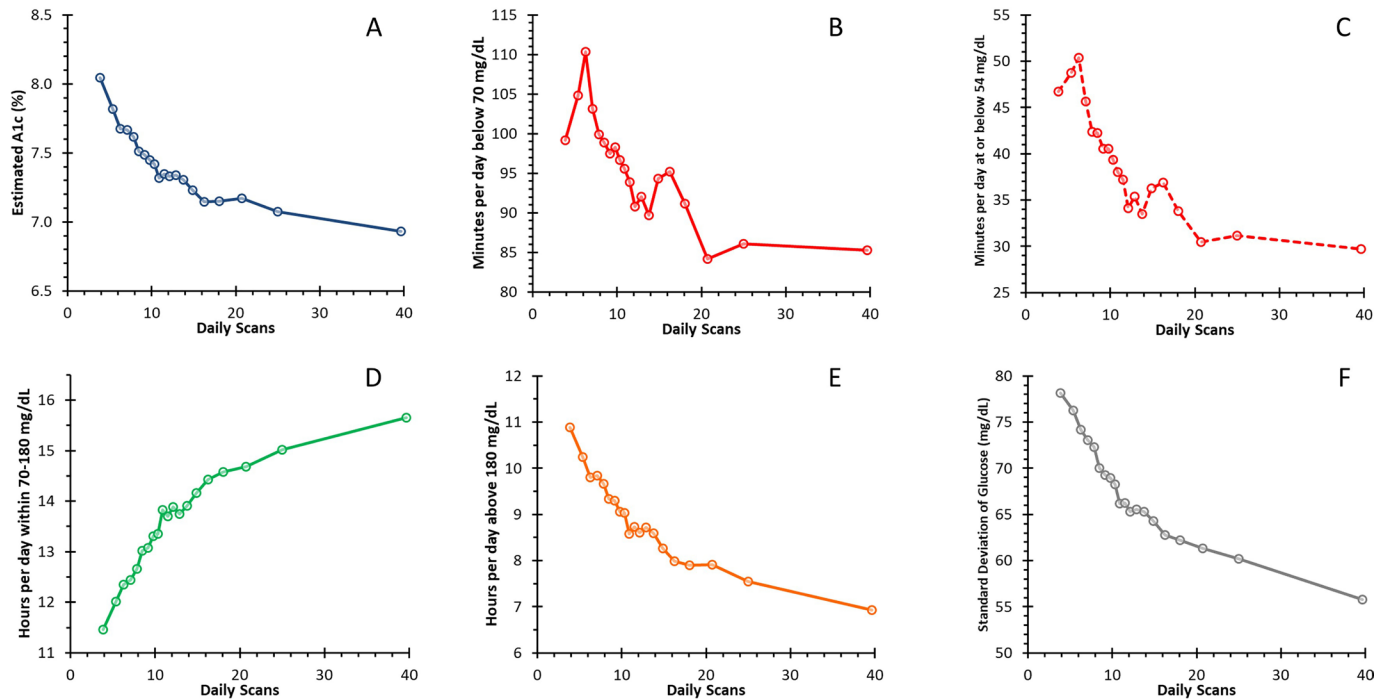 A
Estimated A1c (%)
8.5
8.0
7.5
7.0
6.5
0 10 20 30 40
Daily Scans
B
Minutes per day below 70 mg/dL
115
110
105
100
95
90
85
80
0 10 20 30 40
Daily Scans
C
Minutes per day at or below 54 mg/dL
55
50
45
40
35
30
25
0 10 20 30 40
Daily Scans
D
Hours per day within 70-180 mg/dL
16
15
14
13
12
11
0 10 20 30 40
Daily Scans
E
Hours per day above 180 mg/dL
12
11
10
9
8
7
6
0 10 20 30 40
Daily Scans
F
Standard Deviation of Glucose (mg/dL)
80
75
70
65
60
55
50
0 10 20 30 40
Daily Scans